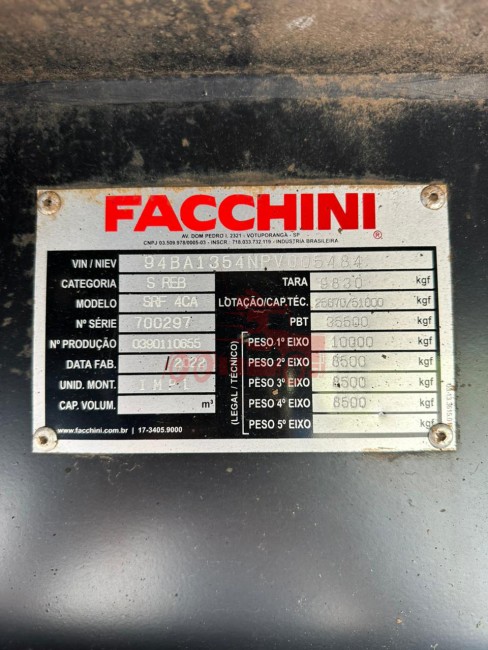 FACCHINI
®
AV. DOM PEDRO I, 2321 - VOTUPORANGA - SP
CNPJ 03.509.978/0005-03 - INSCR. 718.033.732.119 - INDÚSTRIA BRASILEIRA
VIN / NIEV
CATEGORIA S REB TARA 9630 kgf
MODELO SRF 4CA LOTAÇÃO/CAP.TÉC. 25870/51000 kgf
Nº SÉRIE 700297 PBT 35500 kgf
Nº PRODUÇÃO 0390110655 PESO 1º EIXO 10000 kgf
DATA FAB. /2022 PESO 2º EIXO 8500 kgf
UNID. MONT. PESO 3º EIXO 8500 kgf
CAP. VOLUM. m³ PESO 4º EIXO 8500 kgf
PESO 5º EIXO kgf
(LEGAL / TÉCNICO)
www.facchini.com.br | 17-3405.9000